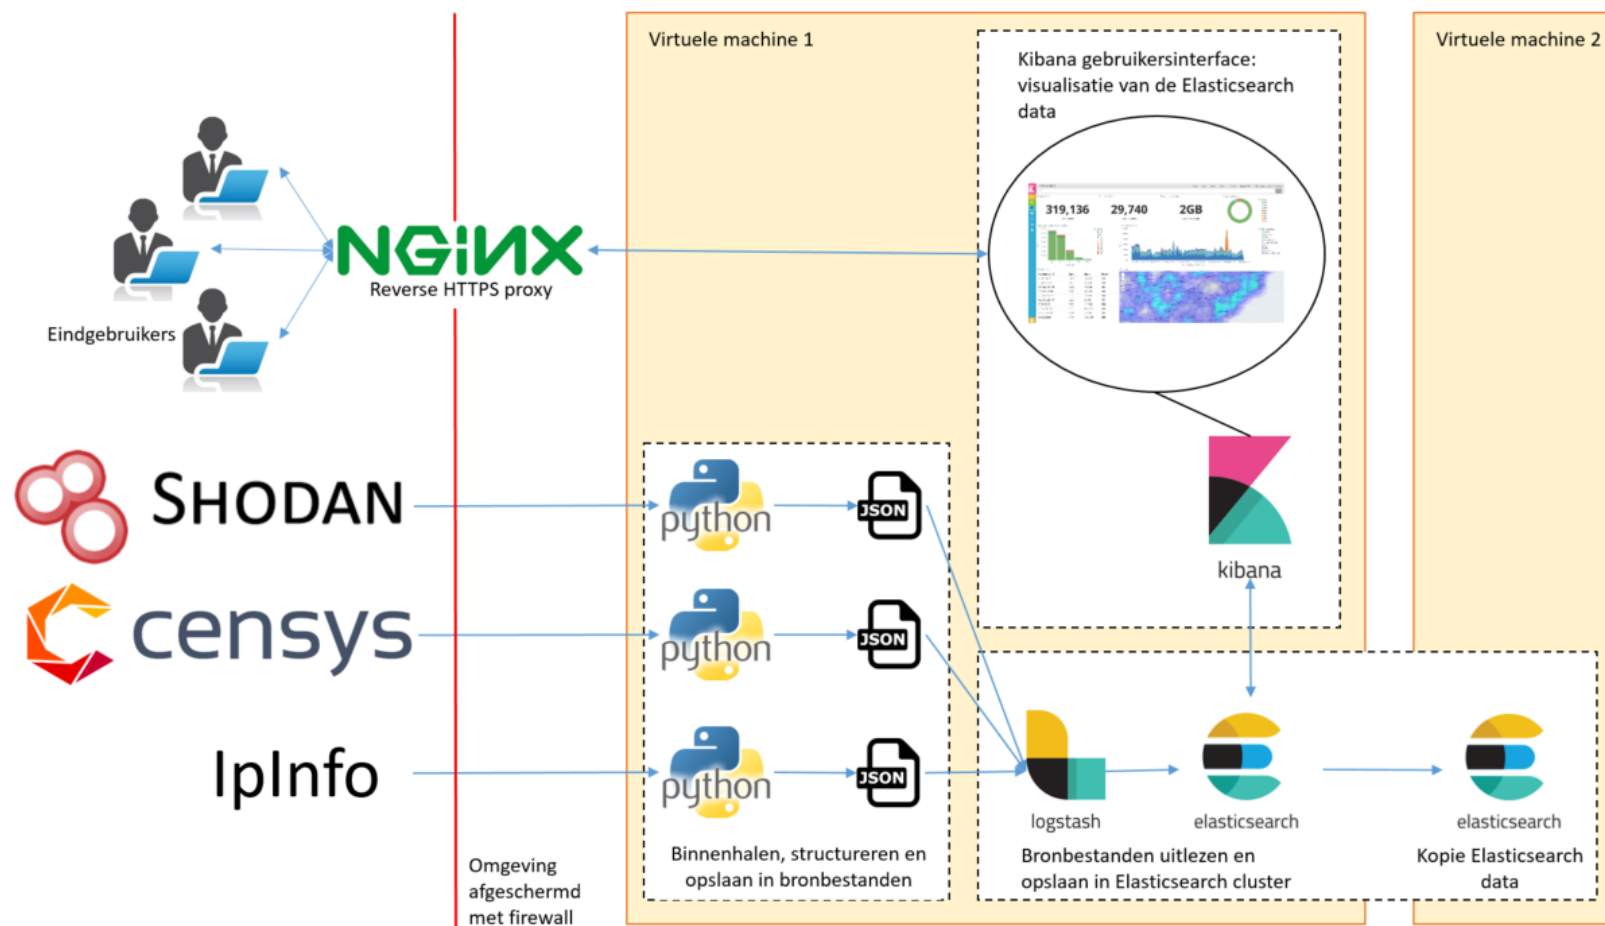 Virtuele machine 1
Virtuele machine 2
Kibana gebruikersinterface:
visualisatie van de Elasticsearch
data
319,136
29,740
2GB
NGiNX
Reverse HTTPS proxy
Eindgebruikers
kibana
SHODAN
python
JSON
censys
python
JSON
IpInfo
python
JSON
logstash
elasticsearch
elasticsearch
Binnenhalen, structureren en
opslaan in bronbestanden
Bronbestanden uitlezen en
opslaan in Elasticsearch cluster
Kopie Elasticsearch
data
Omgeving
afgeschermd
met firewall